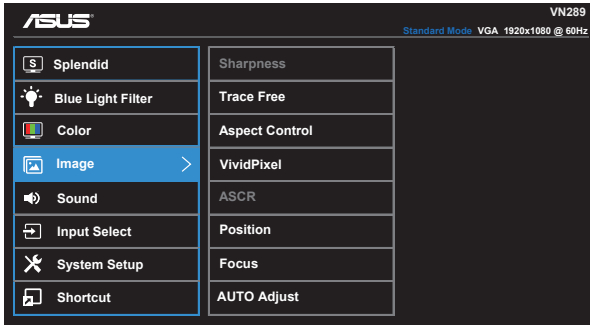 ASUS
VN289
Standard Mode VGA 1920x1080 @ 60Hz
S Splendid
Blue Light Filter
Color
Image
Sound
Input Select
System Setup
Shortcut
Sharpness
Trace Free
Aspect Control
VividPixel
ASCR
Position
Focus
AUTO Adjust